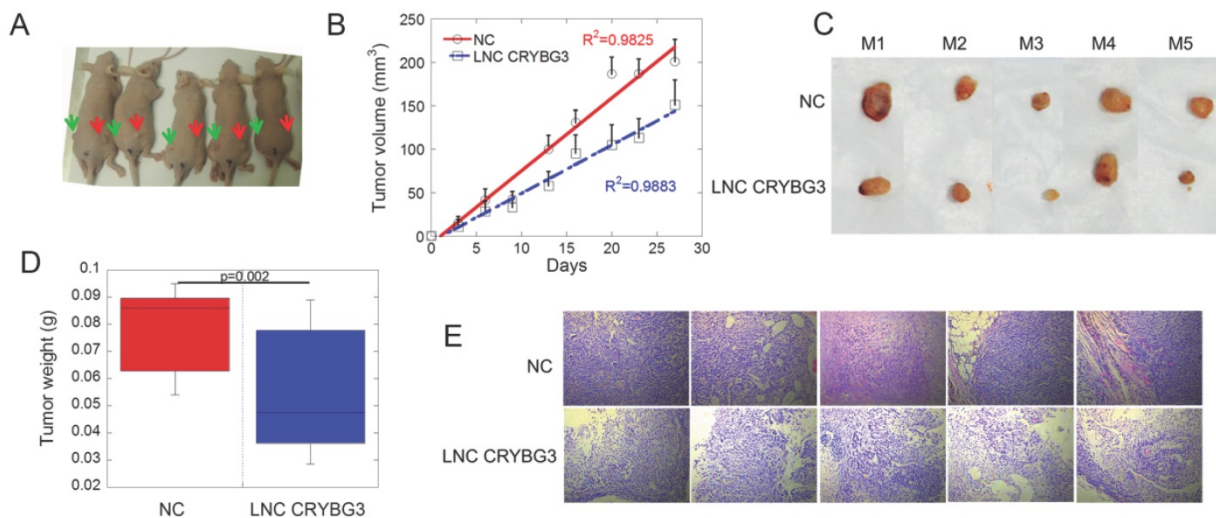 A
B
Tumor volume (mm³)
250
200
150
100
50
0
0 5 10 15 20 25 30
Days
NC
LNC CRYBG3
R²=0.9825
R²=0.9883
C
M1 M2 M3 M4 M5
NC
LNC CRYBG3
D
Tumor weight (g)
0.1
0.09
0.08
0.07
0.06
0.05
0.04
0.03
0.02
p=0.002
NC LNC CRYBG3
E
NC
LNC CRYBG3